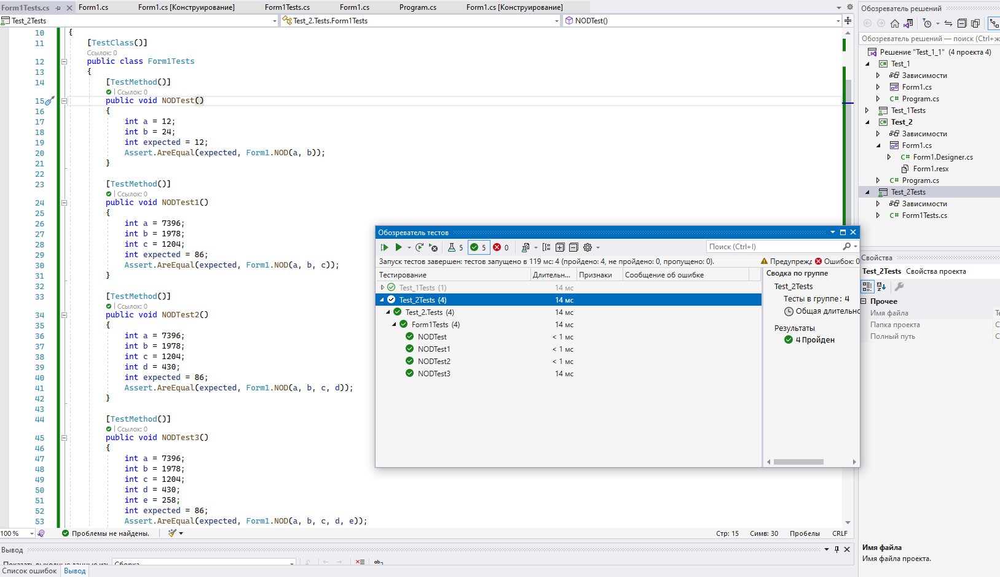 Form1Tests.cs
Form1.cs
Form1.cs [Конструирование]
Form1Tests.cs
Form1.cs
Program.cs
Form1.cs [Конструирование]
Test_2Tests
Test_2.Tests.Form1Tests
NODTest()
10 {
11 [TestClass()]
Ссылок: 0
12 public class Form1Tests
13 {
14 [TestMethod()]
Ссылок: 0
15 public void NODTest()
16 {
17 int a = 12;
18 int b = 24;
19 int expected = 12;
20 Assert.AreEqual(expected, Form1.NOD(a, b));
21 }
22
23 [TestMethod()]
Ссылок: 0
24 public void NODTest1()
25 {
26 int a = 7396;
27 int b = 1978;
28 int c = 1204;
29 int expected = 86;
30 Assert.AreEqual(expected, Form1.NOD(a, b, c));
31 }
32
33 [TestMethod()]
Ссылок: 0
34 public void NODTest2()
35 {
36 int a = 7396;
37 int b = 1978;
38 int c = 1204;
39 int d = 430;
40 int expected = 86;
41 Assert.AreEqual(expected, Form1.NOD(a, b, c, d));
42 }
43
44 [TestMethod()]
Ссылок: 0
45 public void NODTest3()
46 {
47 int a = 7396;
48 int b = 1978;
49 int c = 1204;
50 int d = 430;
51 int e = 258;
52 int expected = 86;
53 Assert.AreEqual(expected, Form1.NOD(a, b, c, d, e));
100 %
Проблемы не найдены.
Стр: 15
Симв: 30
Пробелы
CRLF
Вывод
Показать выходные данные из: Сборка
Список ошибок
Вывод
Обозреватель тестов
5
5
0
Поиск (Ctrl+I)
Запуск тестов завершен: тестов запущено в 119 мс: 4 (пройдено: 4, не пройдено: 0, пропущено: 0).
Предупрежд
Ошибок: 0
Тестирование
Длительн...
Признаки
Сообщение об ошибке
Test_1Tests (1) 14 мс
Test_2Tests (4) 14 мс
Test_2.Tests (4) 14 мс
Form1Tests (4) 14 мс
NODTest < 1 мс
NODTest1 < 1 мс
NODTest2 < 1 мс
NODTest3 14 мс
Сводка по группе
Test_2Tests
Тесты в группе: 4
Общая длительно
Результаты
4 Пройден
Обозреватель решений
Обозреватель решений — поиск (Ctrl+ж
Решение "Test_1_1" (4 проекта 4)
Test_1
Зависимости
Form1.cs
C# Program.cs
Test_1Tests
Test_2
Зависимости
Form1.cs
C# Form1.Designer.cs
Form1.resx
C# Program.cs
Test_2Tests
Зависимости
C# Form1Tests.cs
Свойства
Test_2Tests Свойства проекта
Прочее
Имя файла
Папка проекта
Полный путь
Имя файла
Имя файла проекта.